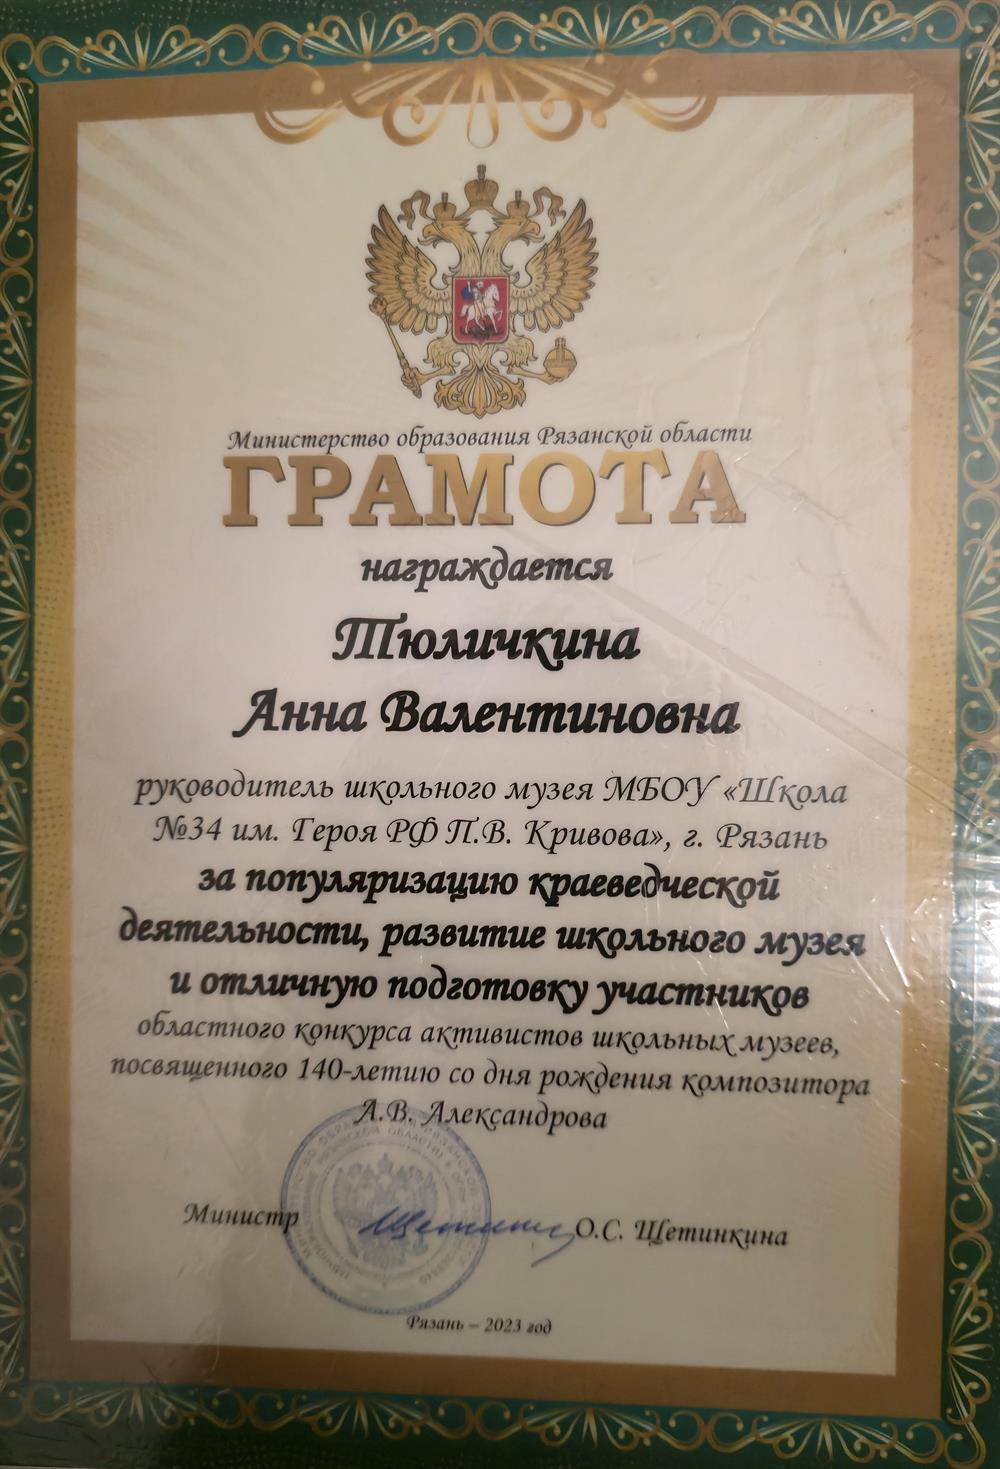 Министерство образования Рязанской области
ГРАМОТА
награждается
Тюличкина
Анна Валентиновна
руководитель школьного музея МБОУ «Школа
№34 им. Героя РФ П.В. Кривова», г. Рязань
за популяризацию краеведческой
деятельности, развитие школьного музея
и отличную подготовку участников
областного конкурса активистов школьных музеев,
посвященного 140-летию со дня рождения композитора
А.В. Александрова
Министр О.С. Щетинкина
Рязань – 2023 год